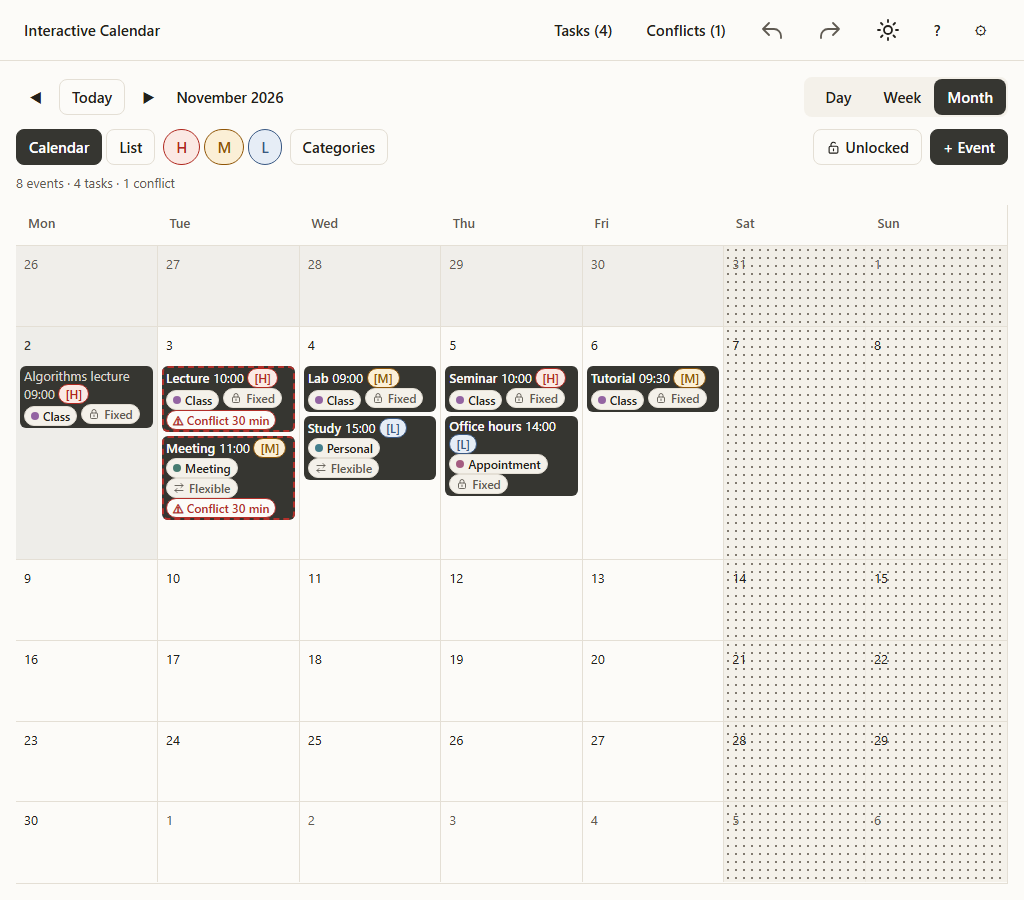 Interactive Calendar
Tasks (4)
Conflicts (1)
?
Today
November 2026
Day
Week
Month
Calendar
List
H
M
L
Categories
Unlocked
+ Event
8 events · 4 tasks · 1 conflict
Mon
Tue
Wed
Thu
Fri
Sat
Sun
26
27
28
29
30
31
1
2
Algorithms lecture
09:00 [H]
Class
Fixed
3
Lecture 10:00 [H]
Class
Fixed
Conflict 30 min
Meeting 11:00 [M]
Meeting
Flexible
Conflict 30 min
4
Lab 09:00 [M]
Class
Fixed
Study 15:00 [L]
Personal
Flexible
5
Seminar 10:00 [H]
Class
Fixed
Office hours 14:00
[L]
Appointment
Fixed
6
Tutorial 09:30 [M]
Class
Fixed
7
8
9
10
11
12
13
14
15
16
17
18
19
20
21
22
23
24
25
26
27
28
29
30
1
2
3
4
5
6